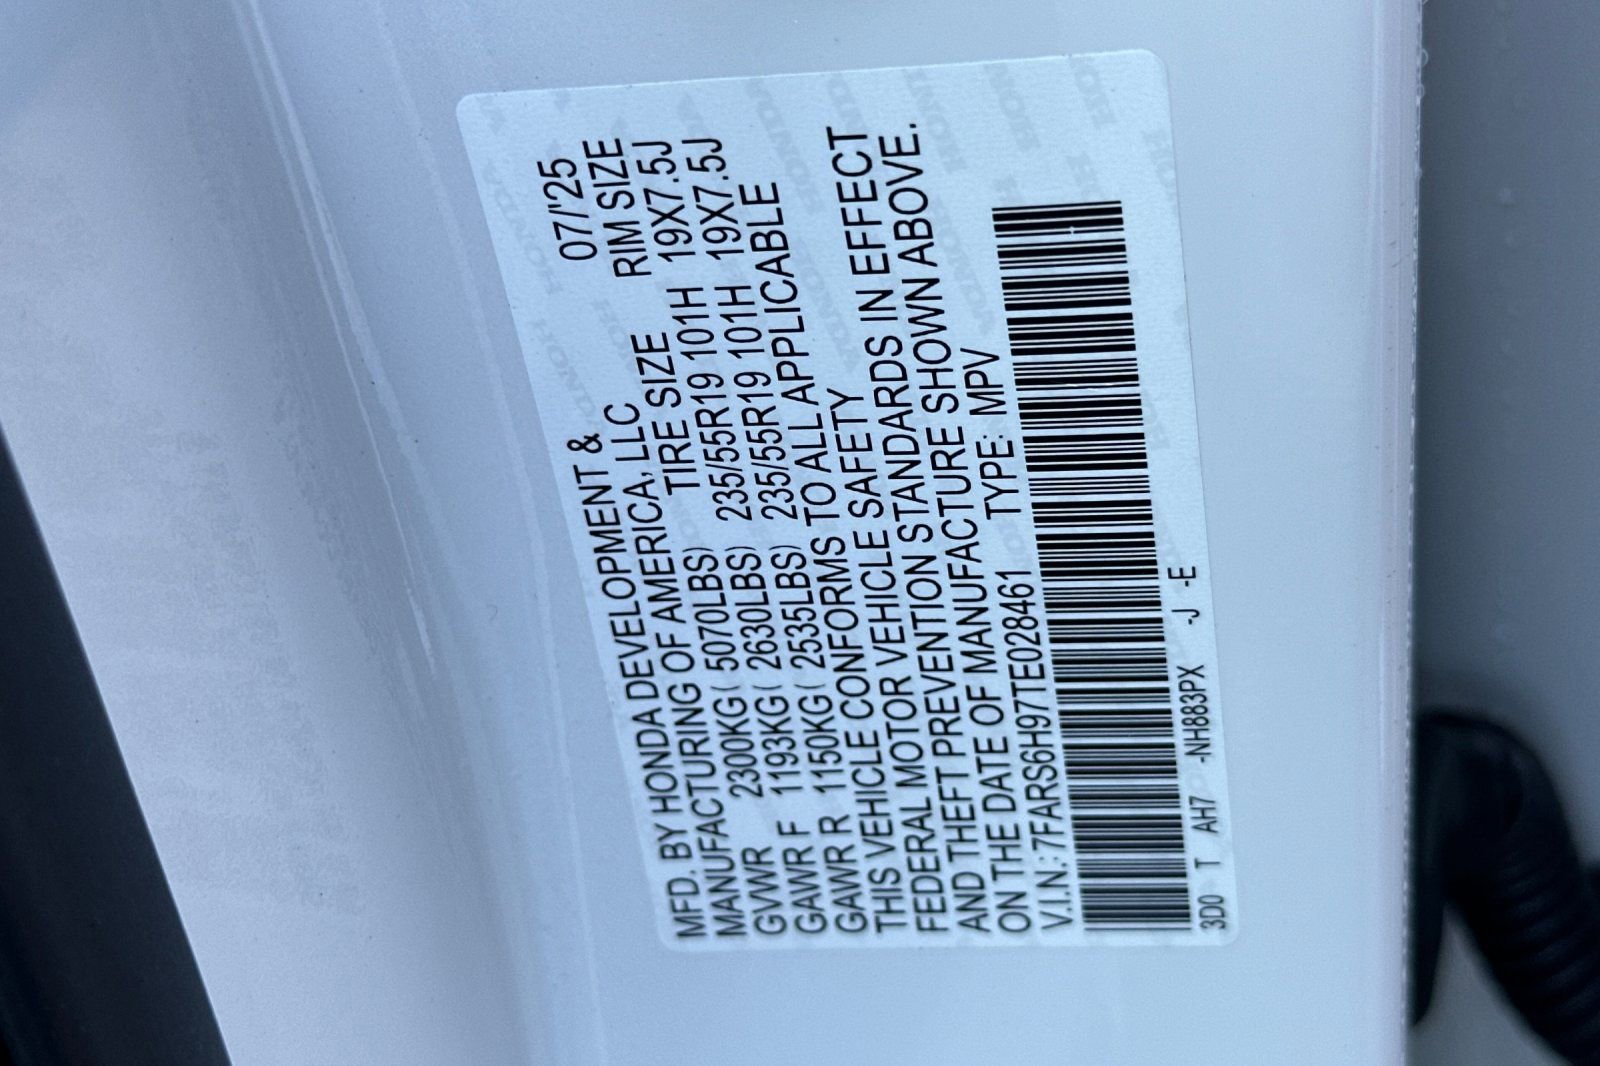 MFD. BY HONDA DEVELOPMENT & 07/'25
MANUFACTURING OF AMERICA, LLC RIM SIZE
TIRE SIZE
GVWR 2300KG( 5070LBS)
GAWR F 1193KG( 2630LBS) 235/55R19 101H 19X7.5J
GAWR R 1150KG( 2535LBS) 235/55R19 101H 19X7.5J
THIS VEHICLE CONFORMS TO ALL APPLICABLE
FEDERAL MOTOR VEHICLE SAFETY
AND THEFT PREVENTION STANDARDS IN EFFECT
ON THE DATE OF MANUFACTURE SHOWN ABOVE.
V.I.N.:7FARS6H97TE028461 TYPE: MPV
3D0 T AH7 -NH883PX -J -E